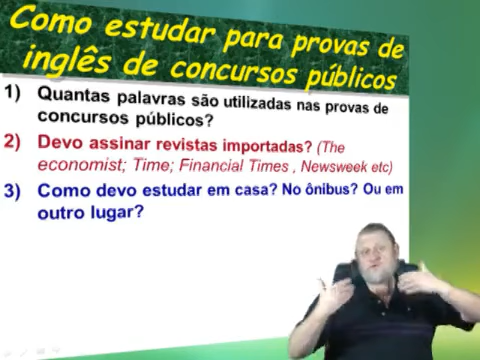 Como estudar para provas de
inglês de concursos públicos
1) Quantas palavras são utilizadas nas provas de
concursos públicos?
2) Devo assinar revistas importadas? (The
economist; Time; Financial Times , Newsweek etc)
3) Como devo estudar em casa? No ônibus? Ou em
outro lugar?